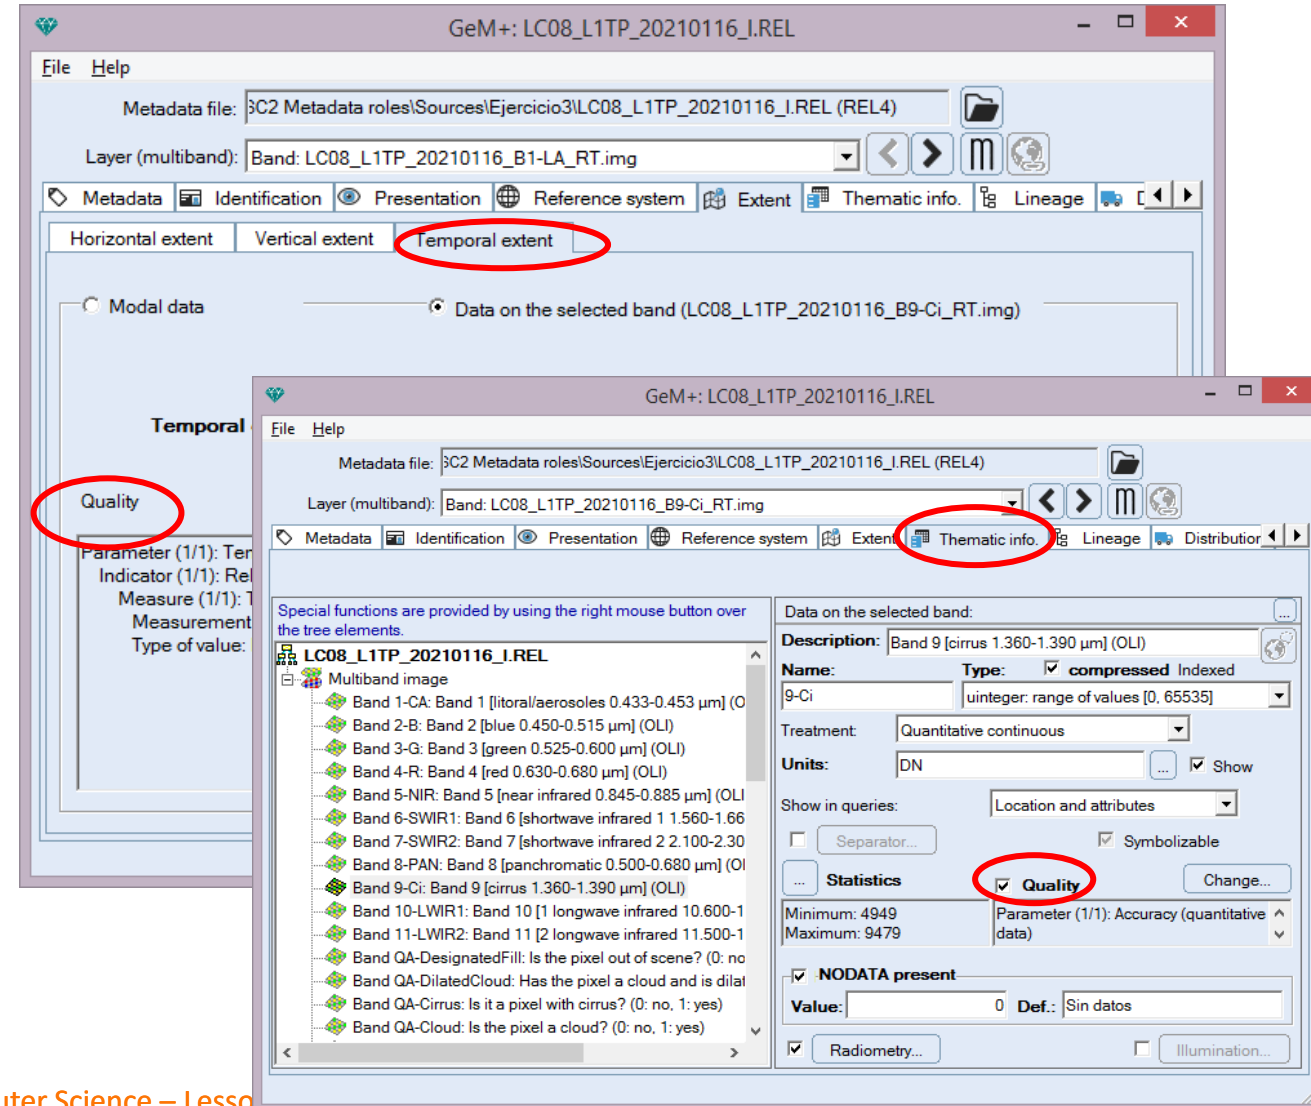 GeM+: LC08_L1TP_20210116_I.REL
File Help
Metadata file: SC2 Metadata roles\Sources\Ejercicio3\LC08_L1TP_20210116_I.REL (REL4)
Layer (multiband): Band: LC08_L1TP_20210116_B1-LA_RT.img
Metadata Identification Presentation Reference system Extent Thematic info. Lineage
Horizontal extent Vertical extent Temporal extent
Modal data Data on the selected band (LC08_L1TP_20210116_B9-Ci_RT.img)
Temporal
Quality
Parameter (1/1): Ter
Indicator (1/1): Rel
Measure (1/1): T
Measurement
Type of value:
GeM+: LC08_L1TP_20210116_I.REL
File Help
Metadata file: SC2 Metadata roles\Sources\Ejercicio3\LC08_L1TP_20210116_I.REL (REL4)
Layer (multiband): Band: LC08_L1TP_20210116_B9-Ci_RT.img
Metadata Identification Presentation Reference system Extent Thematic info. Lineage Distribution
Special functions are provided by using the right mouse button over
the tree elements.
LC08_L1TP_20210116_I.REL
Multiband image
Band 1-CA: Band 1 [litoral/aerosoles 0.433-0.453 µm] (O
Band 2-B: Band 2 [blue 0.450-0.515 µm] (OLI)
Band 3-G: Band 3 [green 0.525-0.600 µm] (OLI)
Band 4-R: Band 4 [red 0.630-0.680 µm] (OLI)
Band 5-NIR: Band 5 [near infrared 0.845-0.885 µm] (OLI
Band 6-SWIR1: Band 6 [shortwave infrared 1 1.560-1.66
Band 7-SWIR2: Band 7 [shortwave infrared 2 2.100-2.30
Band 8-PAN: Band 8 [panchromatic 0.500-0.680 µm] (Ol
Band 9-Ci: Band 9 [cirrus 1.360-1.390 µm] (OLI)
Band 10-LWIR1: Band 10 [1 longwave infrared 10.600-1
Band 11-LWIR2: Band 11 [2 longwave infrared 11.500-1
Band QA-DesignatedFill: Is the pixel out of scene? (0: no
Band QA-DilatedCloud: Has the pixel a cloud and is dilat
Band QA-Cirrus: Is it a pixel with cirrus? (0: no, 1: yes)
Band QA-Cloud: Is the pixel a cloud? (0: no, 1: yes)
Data on the selected band: ...
Description: Band 9 [cirrus 1.360-1.390 µm] (OLI)
Name: Type: compressed Indexed
9-Ci uinteger: range of values [0, 65535]
Treatment: Quantitative continuous
Units: DN ... Show
Show in queries: Location and attributes
Separator... Symbolizable
... Statistics Quality Change...
Minimum: 4949
Maximum: 9479
Parameter (1/1): Accuracy (quantitative
data)
NODATA present
Value: 0 Def.: Sin datos
Radiometry... Illumination...
uter Science – Lesso